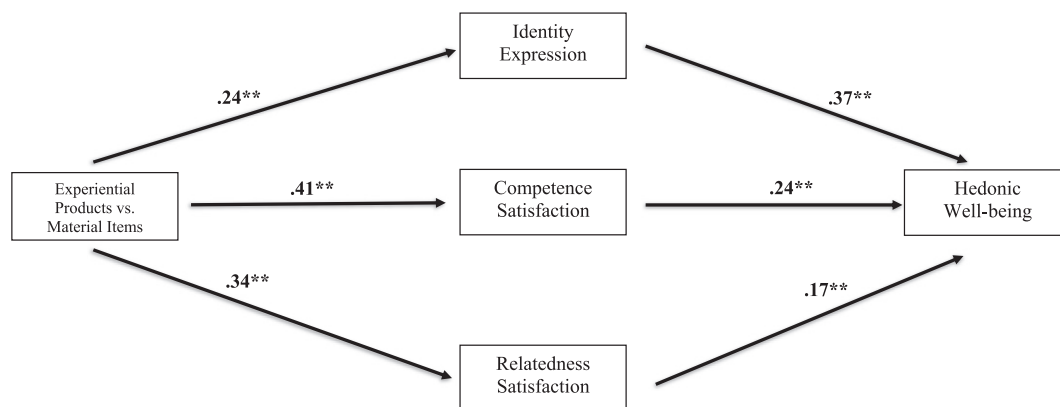 Identity
Expression
.24**
.37**
Experiential
Products vs.
Material Items
.41**
Competence
Satisfaction
.24**
Hedonic
Well-being
.34**
.17**
Relatedness
Satisfaction